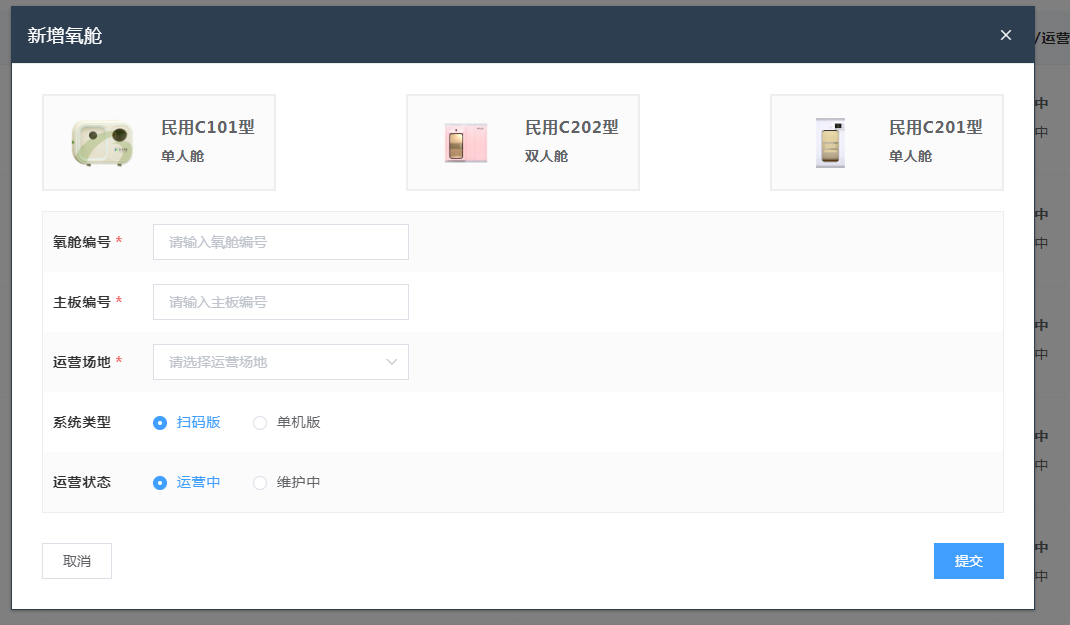 新增氧舱
/运营
民用C101型
单人舱
民用C202型
双人舱
民用C201型
单人舱
中
中
氧舱编号 *
请输入氧舱编号
中
中
主板编号 *
请输入主板编号
中
运营场地 *
请选择运营场地
中
系统类型
扫码版
单机版
中
中
运营状态
运营中
维护中
取消
提交
中
中